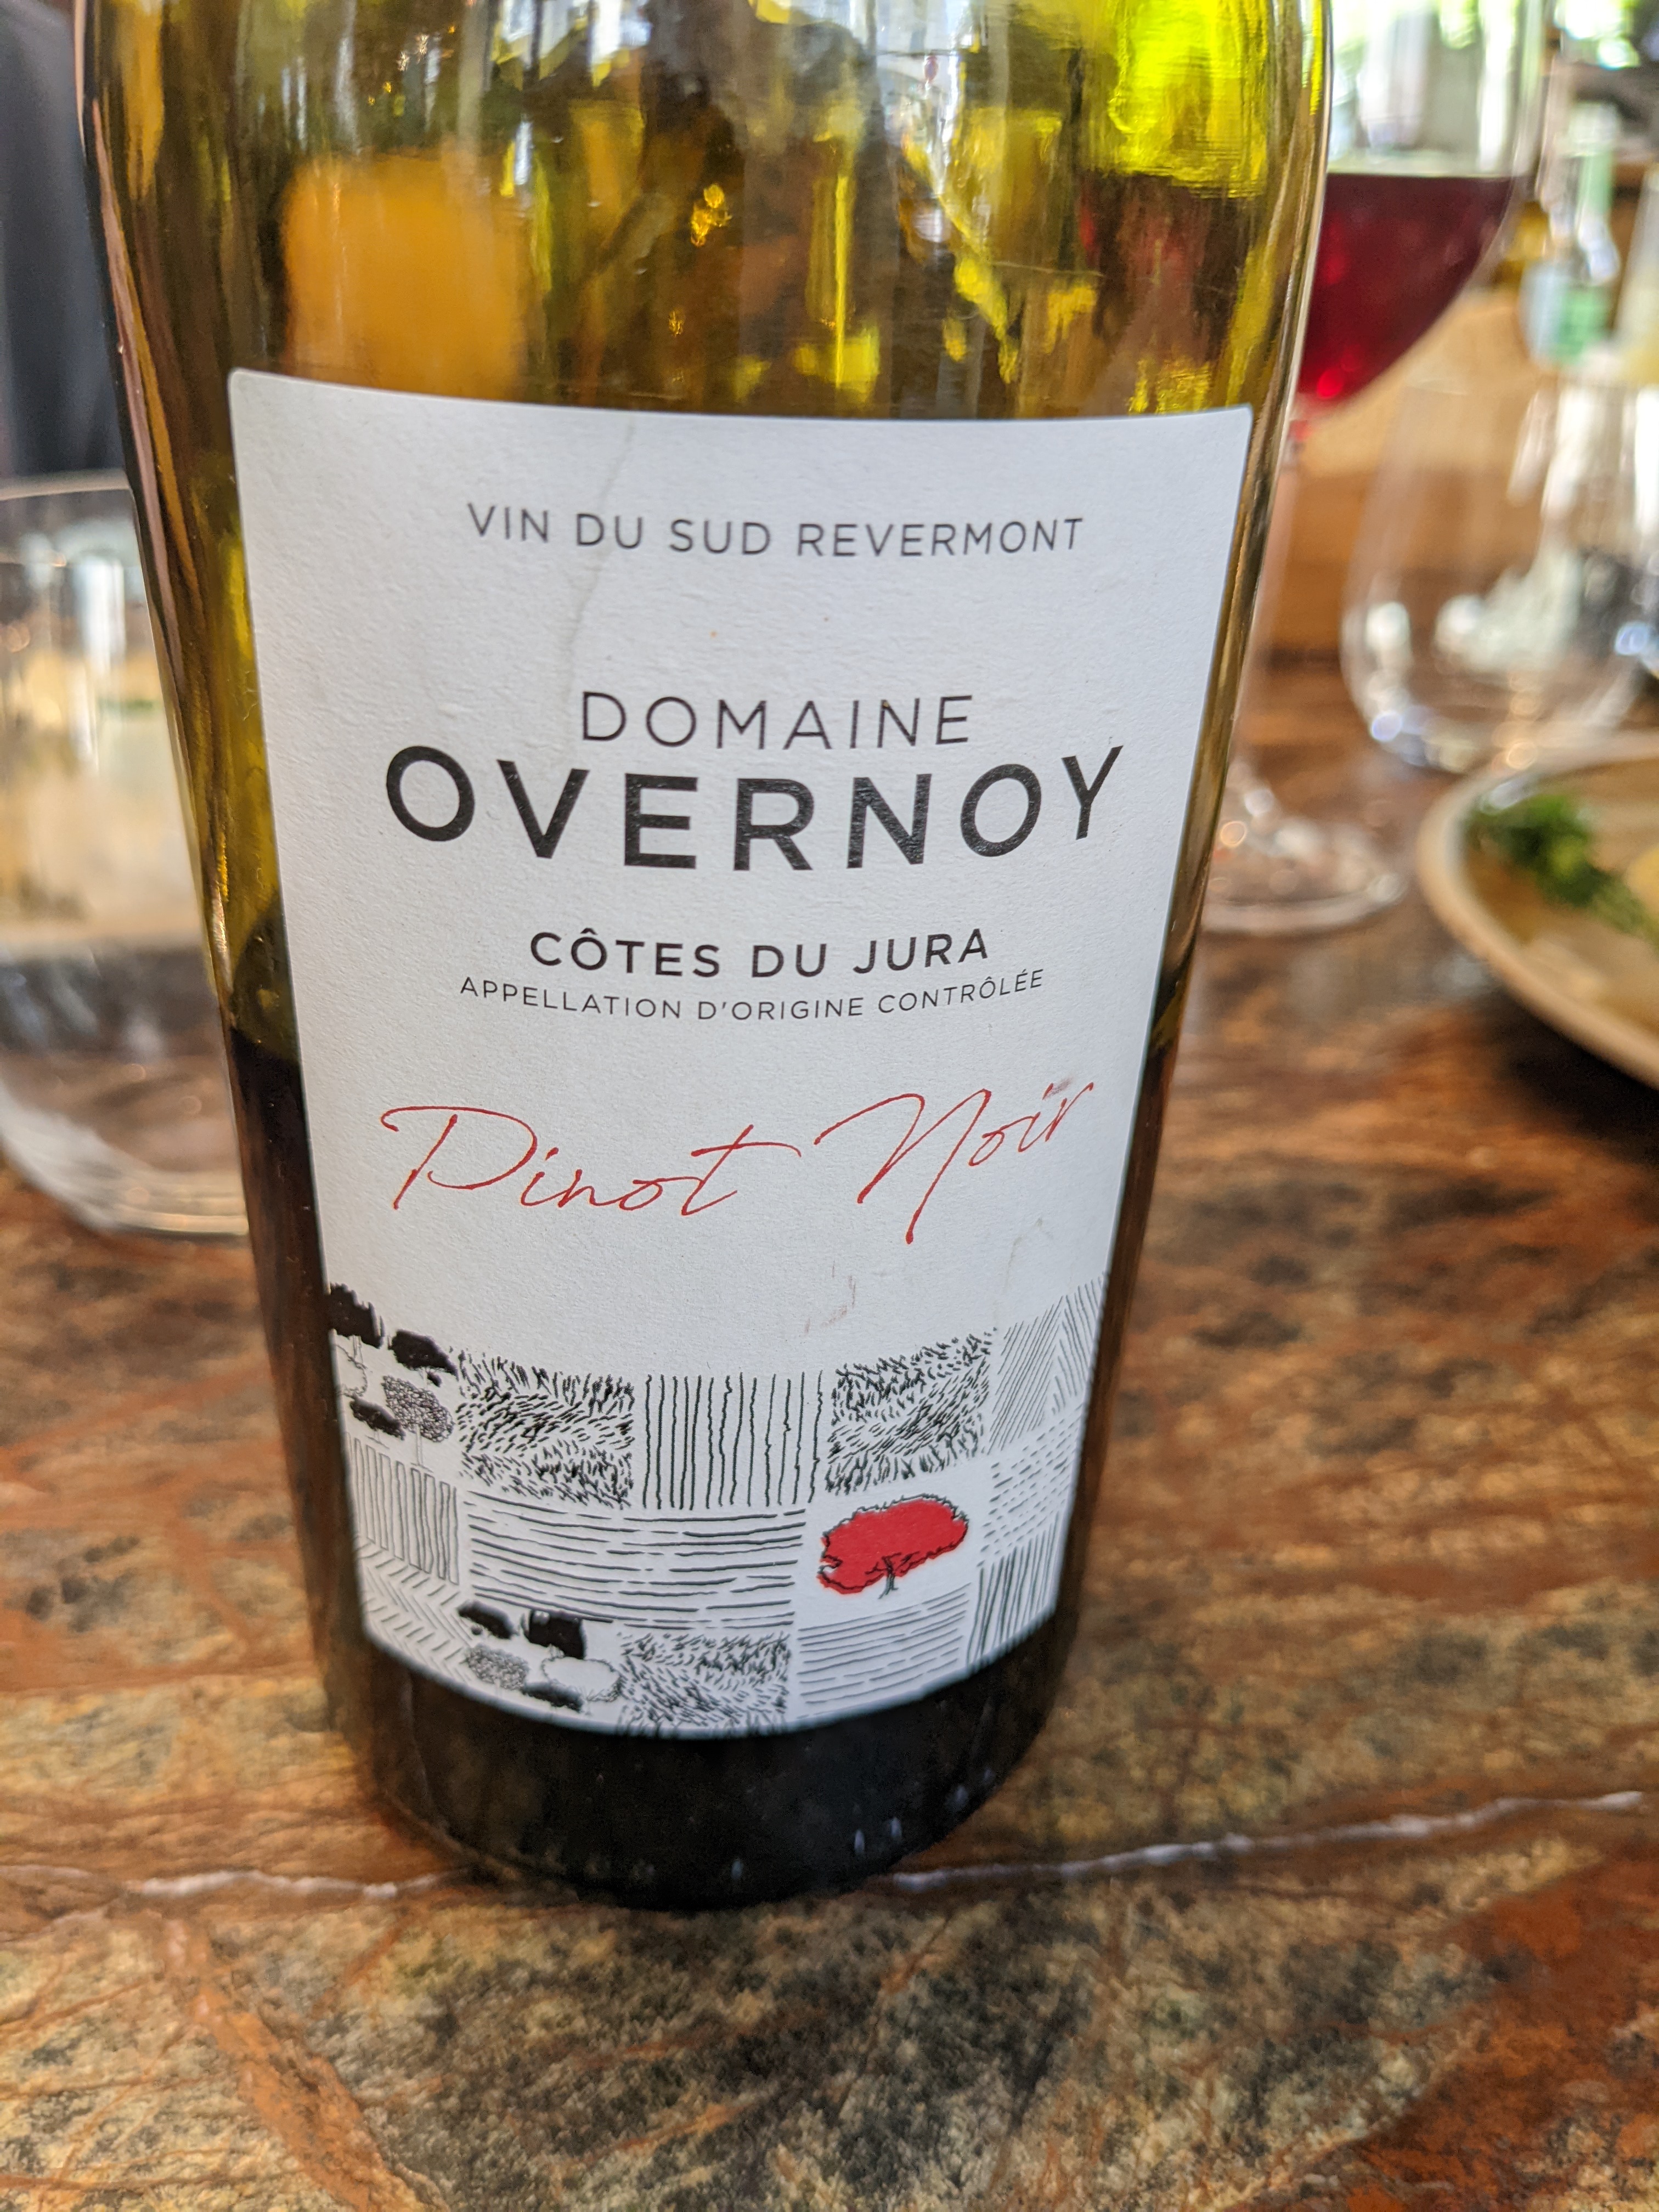 VIN DU SUD REVERMONT
DOMAINE
OVERNOY
CÔTES DU JURA
APPELLATION D'ORIGINE CONTRÔLÉE
Pinot Noir